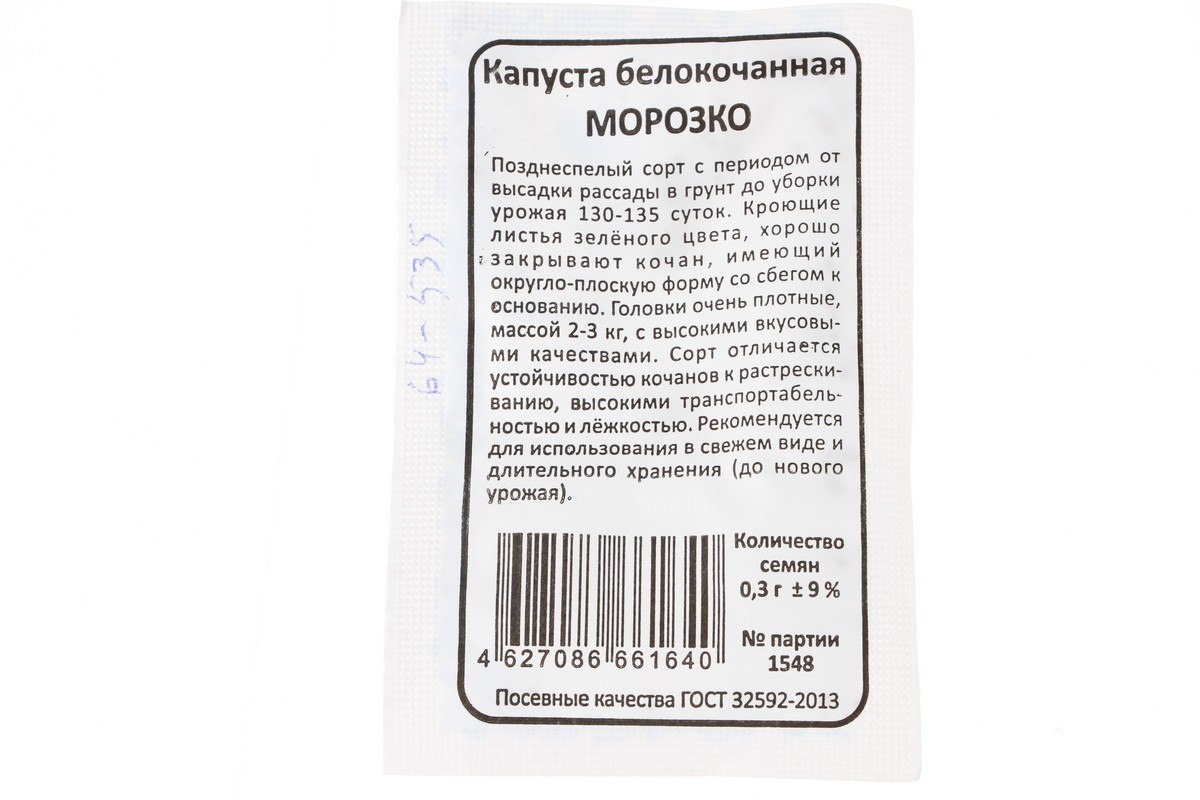 Капуста белокочанная
МОРОЗКО
Позднеспелый сорт с периодом от
высадки рассады в грунт до уборки
урожая 130-135 суток. Кроющие
листья зелёного цвета, хорошо
закрывают кочан, имеющий
округло-плоскую форму со сбегом к
основанию. Головки очень плотные,
массой 2-3 кг, с высокими вкусовы-
ми качествами. Сорт отличается
устойчивостью кочанов к растрески-
ванию, высокими транспортабель-
ностью и лёжкостью. Рекомендуется
для использования в свежем виде и
длительного хранения (до нового
урожая).
Количество
семян
0,3 г ± 9 %
№ партии
1548
4 627086 661640
Посевные качества ГОСТ 32592-2013
64-535